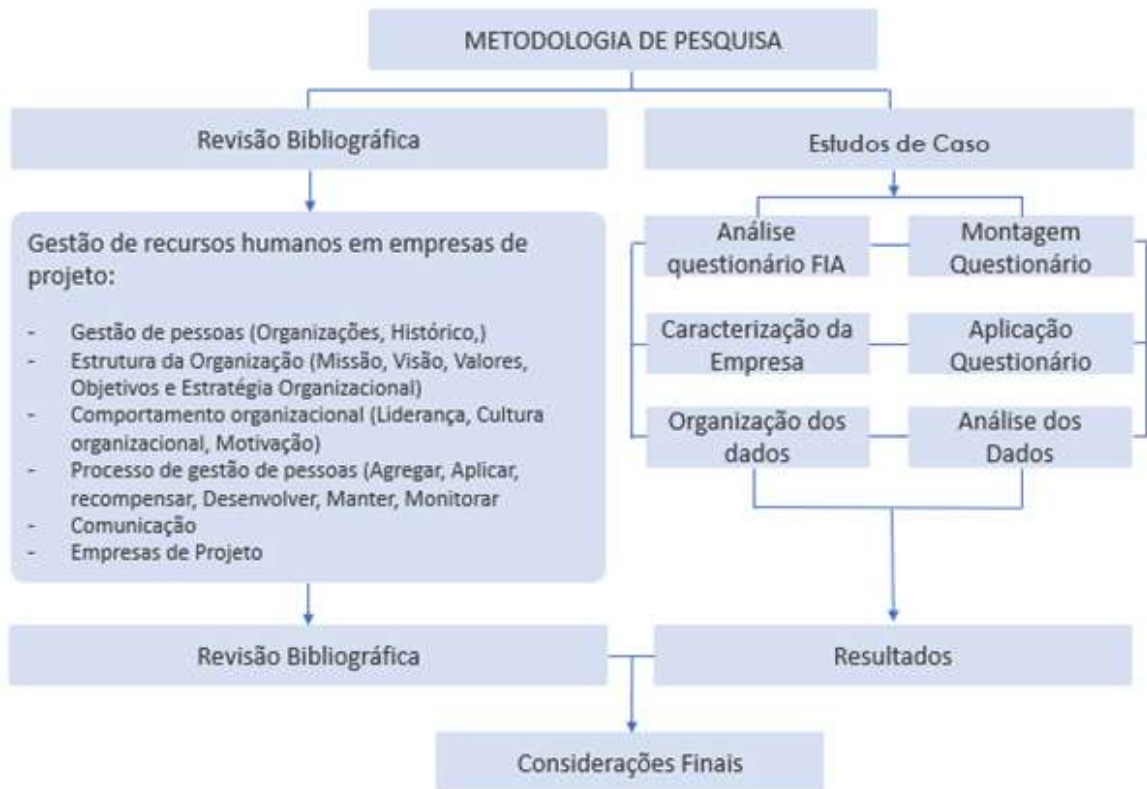 METODOLOGIA DE PESQUISA
Revisão Bibliográfica
Estudos de Caso
Gestão de recursos humanos em empresas de
projeto:
- Gestão de pessoas (Organizações, Histórico,)
- Estrutura da Organização (Missão, Visão, Valores,
Objetivos e Estratégia Organizacional)
- Comportamento organizacional (Liderança, Cultura
organizacional, Motivação)
- Processo de gestão de pessoas (Agregar, Aplicar,
recompensar, Desenvolver, Manter, Monitorar
- Comunicação
- Empresas de Projeto
Análise
questionário FIA
Montagem
Questionário
Caracterização da
Empresa
Aplicação
Questionário
Organização dos
dados
Análise dos
Dados
Revisão Bibliográfica
Resultados
Considerações Finais